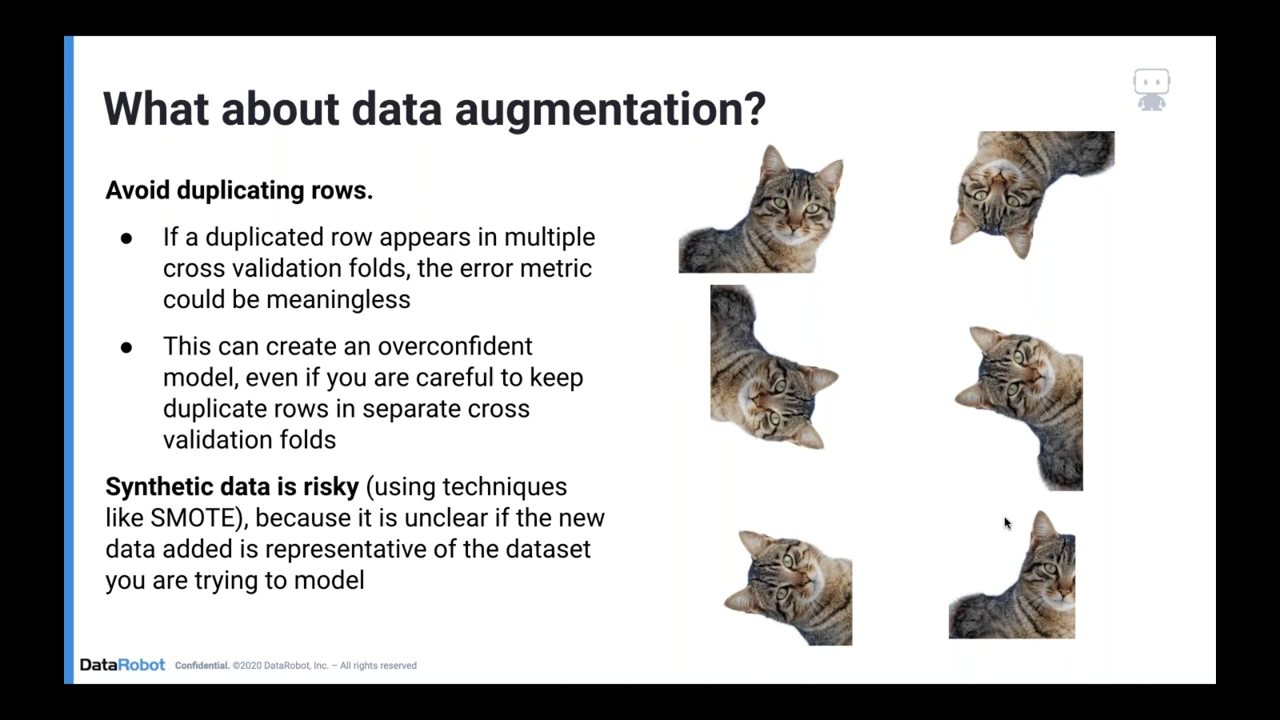 What about data augmentation?
Avoid duplicating rows.
● If a duplicated row appears in multiple
cross validation folds, the error metric
could be meaningless
● This can create an overconfident
model, even if you are careful to keep
duplicate rows in separate cross
validation folds
Synthetic data is risky (using techniques
like SMOTE), because it is unclear if the new
data added is representative of the dataset
you are trying to model
DataRobot Confidential. ©2020 DataRobot, Inc. – All rights reserved